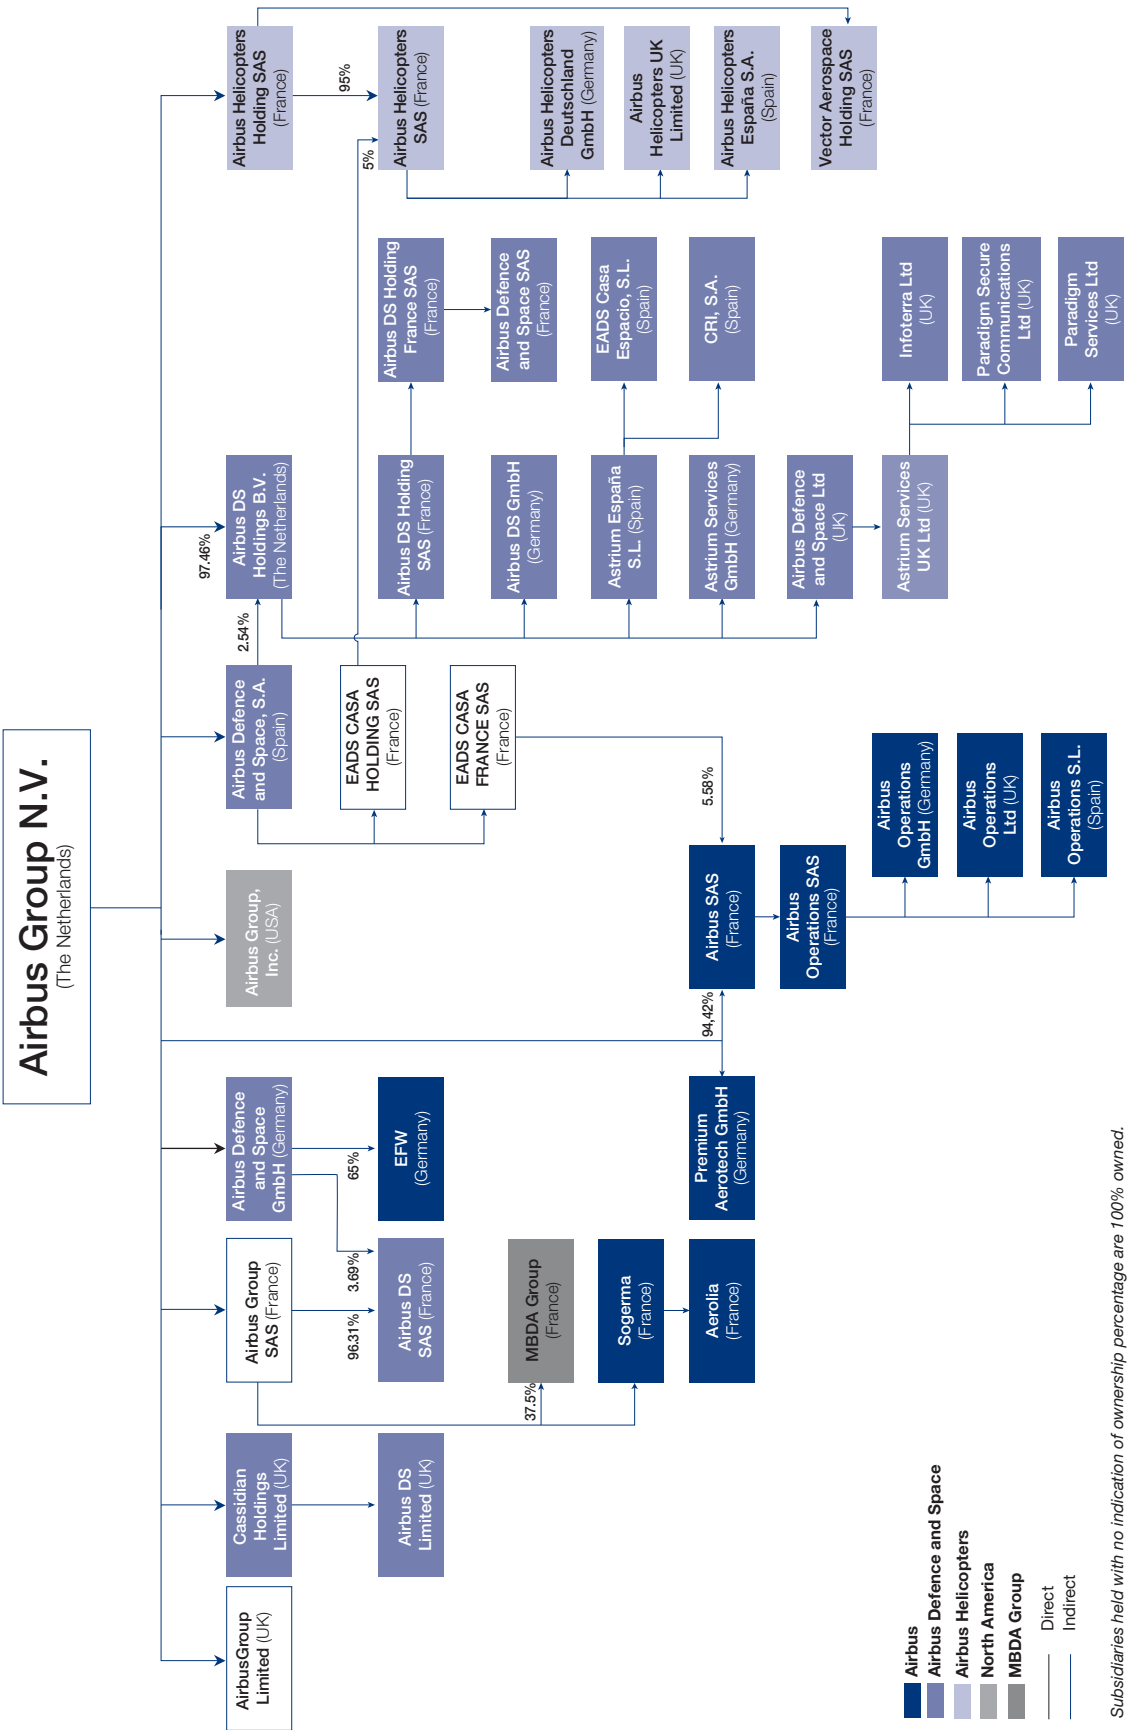 Airbus Group N.V.
(The Netherlands)
AirbusGroup
Limited (UK)
Cassidian
Holdings
Limited (UK)
Airbus Group
SAS (France)
Airbus Defence
and Space
GmbH (Germany)
Airbus Group,
Inc. (USA)
Airbus Defence
and Space, S.A.
(Spain)
2.54%
97.46%
Airbus DS
Holdings B.V.
(The Netherlands)
Airbus Helicopters
Holding SAS
(France)
Airbus DS
Limited (UK)
96.31%
3.69%
Airbus DS
SAS (France)
65%
EFW
(Germany)
EADS CASA
HOLDING SAS
(France)
EADS CASA
FRANCE SAS
(France)
Airbus DS Holding
SAS (France)
Airbus DS Holding
France SAS
(France)
5%
95%
Airbus Helicopters
SAS (France)
37.5%
MBDA Group
(France)
Airbus DS GmbH
(Germany)
Airbus Defence
and Space SAS
(France)
Airbus Helicopters
Deutschland
GmbH (Germany)
Sogerma
(France)
Astrium España
S.L. (Spain)
EADS Casa
Espacio, S.L.
(Spain)
Airbus
Helicopters UK
Limited (UK)
Aerolia
(France)
Premium
Aerotech GmbH
(Germany)
94,42%
Airbus SAS
(France)
5.58%
Astrium Services
GmbH (Germany)
CRI, S.A.
(Spain)
Airbus Helicopters
España S.A.
(Spain)
Airbus
Operations SAS
(France)
Airbus Defence
and Space Ltd
(UK)
Vector Aerospace
Holding SAS
(France)
Airbus
Operations
GmbH (Germany)
Astrium Services
UK Ltd (UK)
Infoterra Ltd
(UK)
Airbus
Operations
Ltd (UK)
Paradigm Secure
Communications
Ltd (UK)
Airbus
Operations S.L.
(Spain)
Paradigm
Services Ltd
(UK)
Airbus
Airbus Defence and Space
Airbus Helicopters
North America
MBDA Group
Direct
Indirect
Subsidiaries held with no indication of ownership percentage are 100% owned.